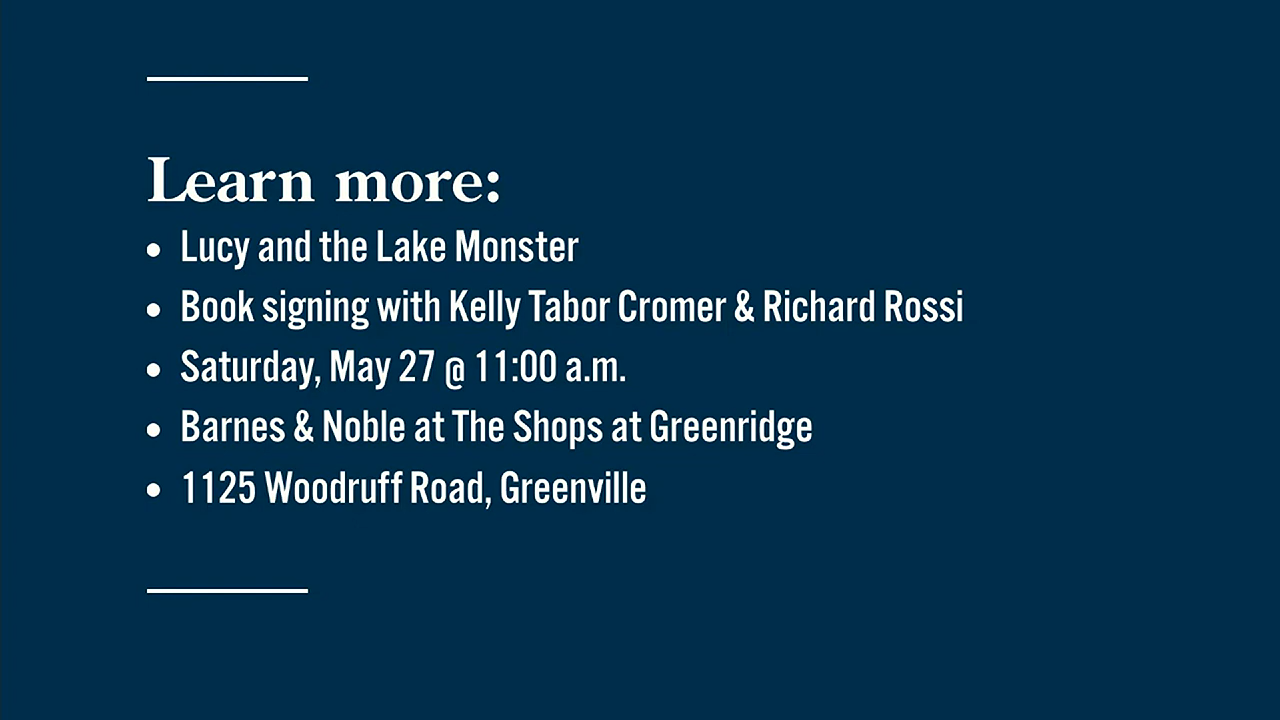 Learn more:
• Lucy and the Lake Monster
• Book signing with Kelly Tabor Cromer & Richard Rossi
• Saturday, May 27 @ 11:00 a.m.
• Barnes & Noble at The Shops at Greenridge
• 1125 Woodruff Road, Greenville